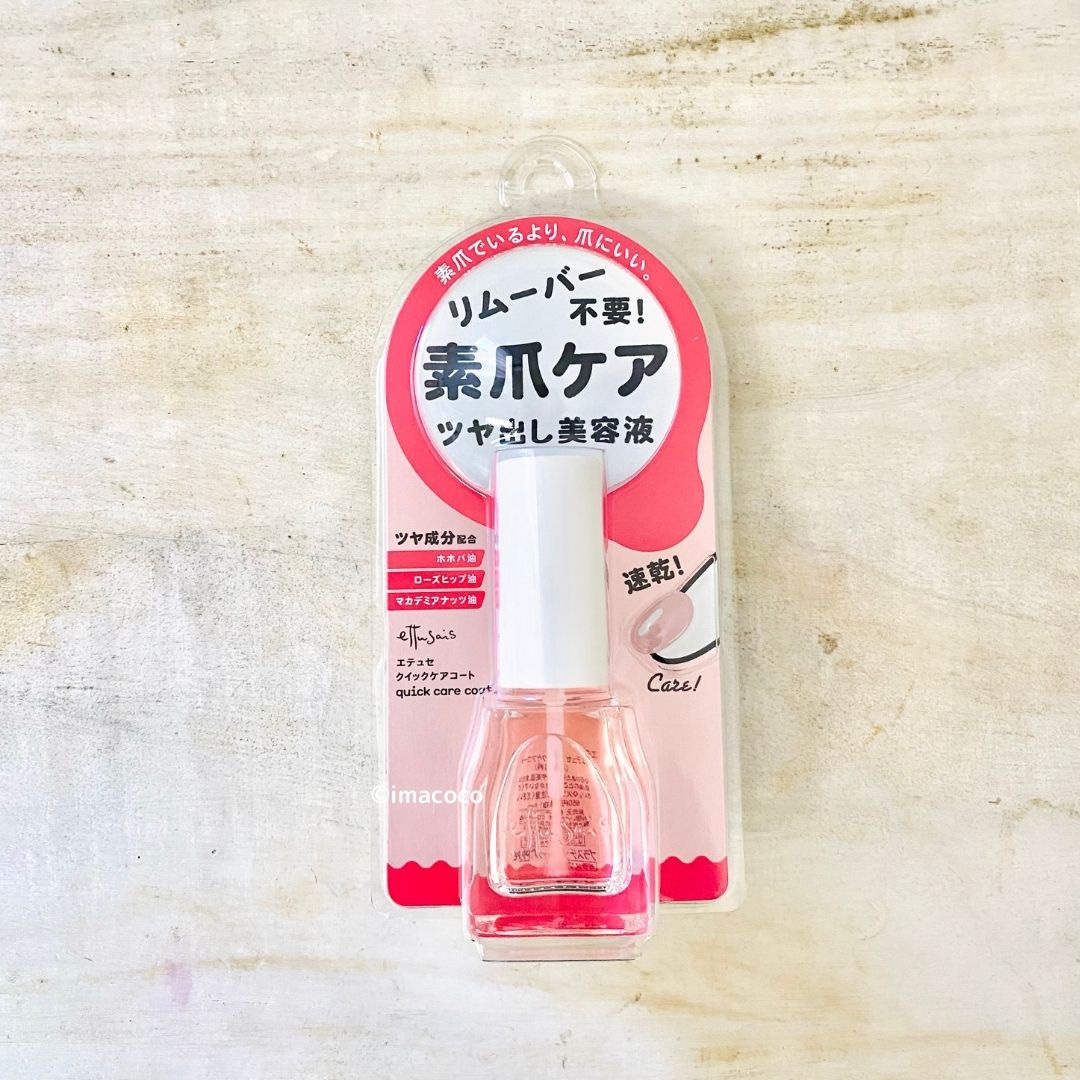 素爪でいるより、爪にいい。
リムーバー
不要!
素爪ケア
ツヤ出し美容液
ツヤ成分配合
ホホバ油
ローズヒップ油
マカデミアナッツ油
速乾!
Care!
ettusais
エテュセ
クイックケアコート
quick care coat
©imacoco